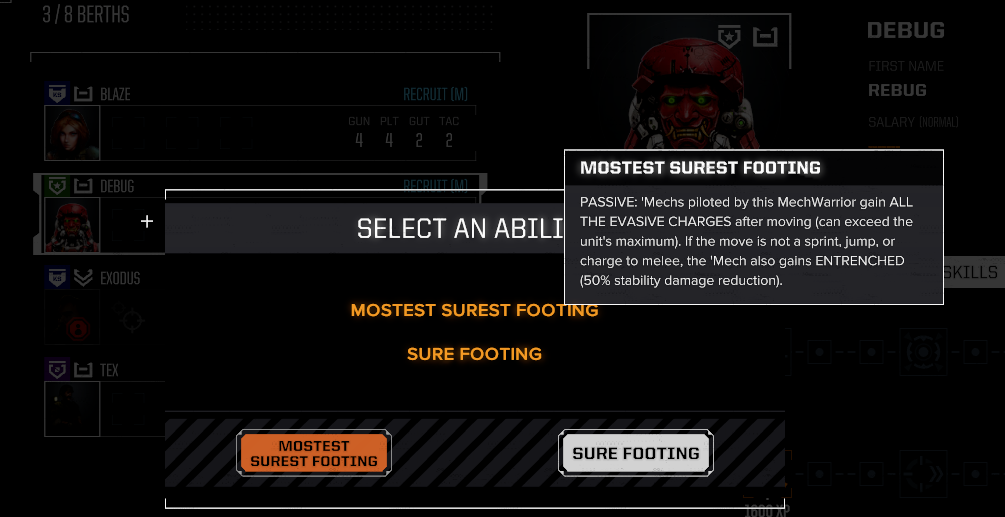 3 / 8 BERTHS
DEBUG
FIRST NAME
REBUG
SALARY (NORMAL)
BLAZE
RECRUIT (M)
GUN PLT GUT TAC
4 4 2 2
DEBUG
RECRUIT (M)
SELECT AN ABILI
MOSTEST SUREST FOOTING
PASSIVE: 'Mechs piloted by this MechWarrior gain ALL
THE EVASIVE CHARGES after moving (can exceed the
unit's maximum). If the move is not a sprint, jump, or
charge to melee, the 'Mech also gains ENTRENCHED
(50% stability damage reduction).
SKILLS
EXODUS
MOSTEST SUREST FOOTING
SURE FOOTING
TEX
MOSTEST
SUREST FOOTING
SURE FOOTING
1600 XP